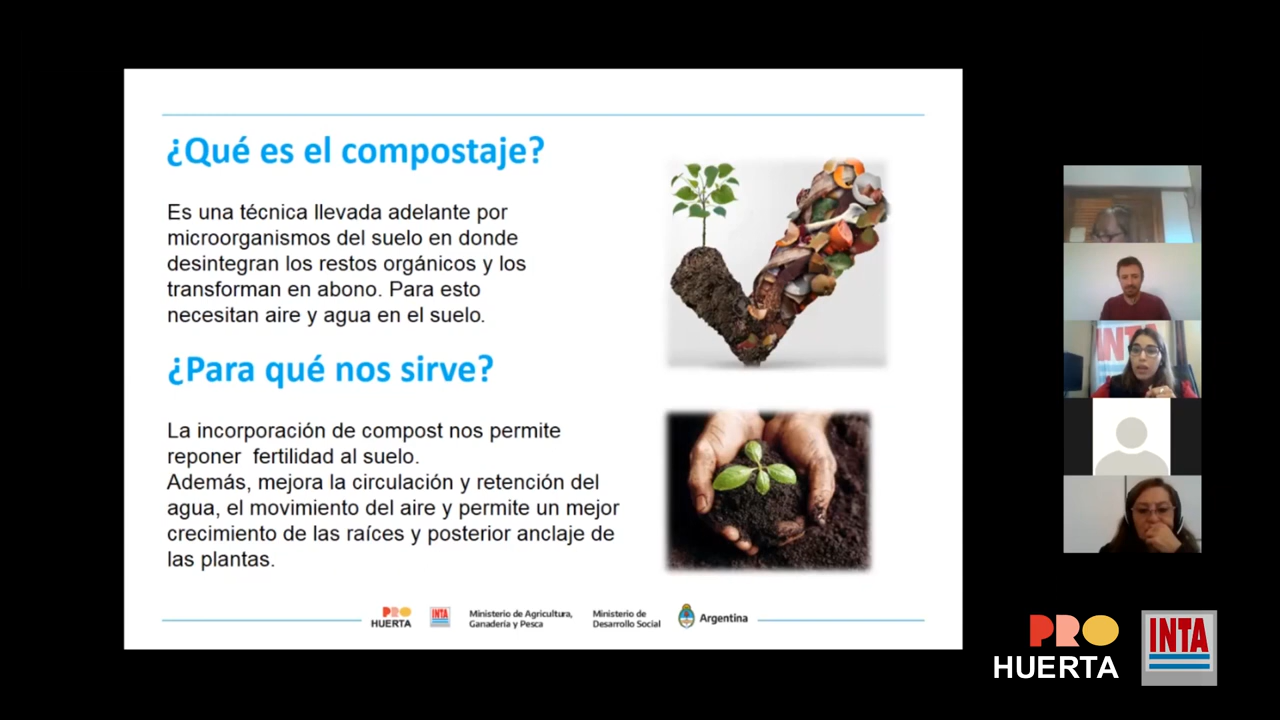 ¿Qué es el compostaje?
Es una técnica llevada adelante por
microorganismos del suelo en donde
desintegran los restos orgánicos y los
transforman en abono. Para esto
necesitan aire y agua en el suelo.
¿Para qué nos sirve?
La incorporación de compost nos permite
reponer  fertilidad al suelo.
Además, mejora la circulación y retención del
agua, el movimiento del aire y permite un mejor
crecimiento de las raíces y posterior anclaje de
las plantas.
PRO
HUERTA
INTA
Ministerio de Agricultura,
Ganadería y Pesca
Ministerio de
Desarrollo Social
Argentina
INTA
PRO
HUERTA
INTA